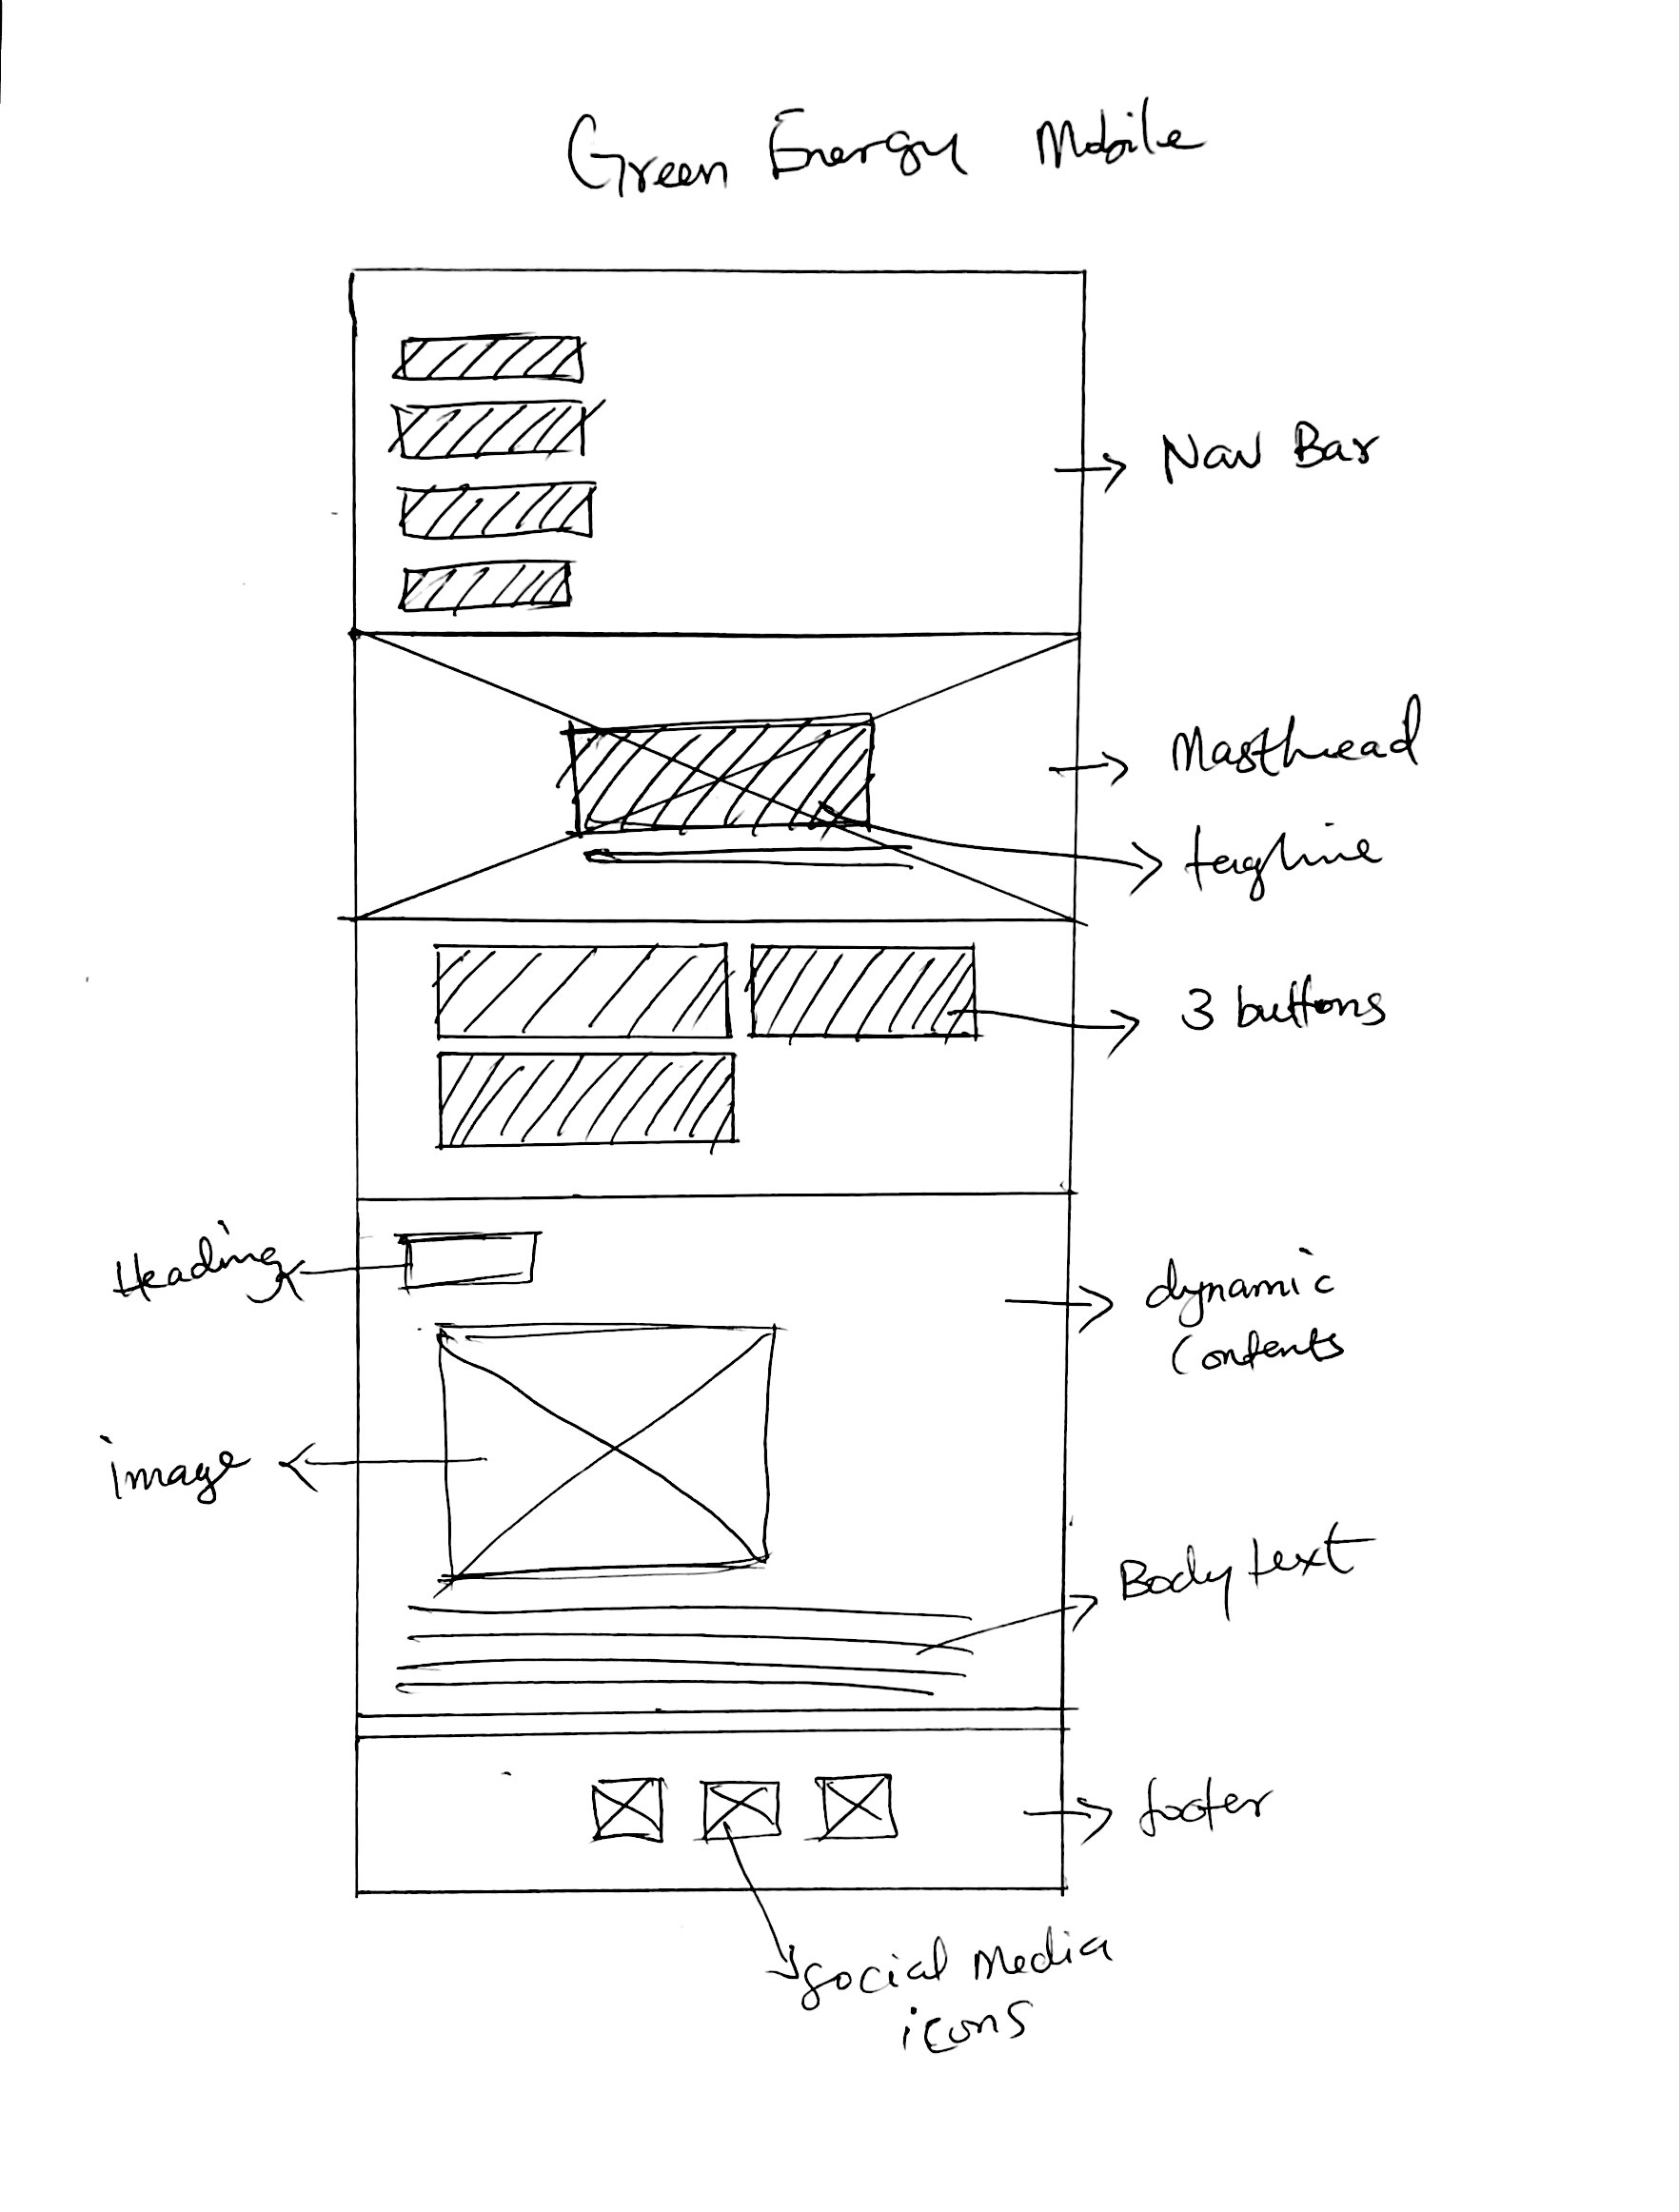 Green Energy Mobile
Nav Bar
Masthead
tagline
3 buttons
Heading
dynamic
contents
image
Body text
footer
social media
icons